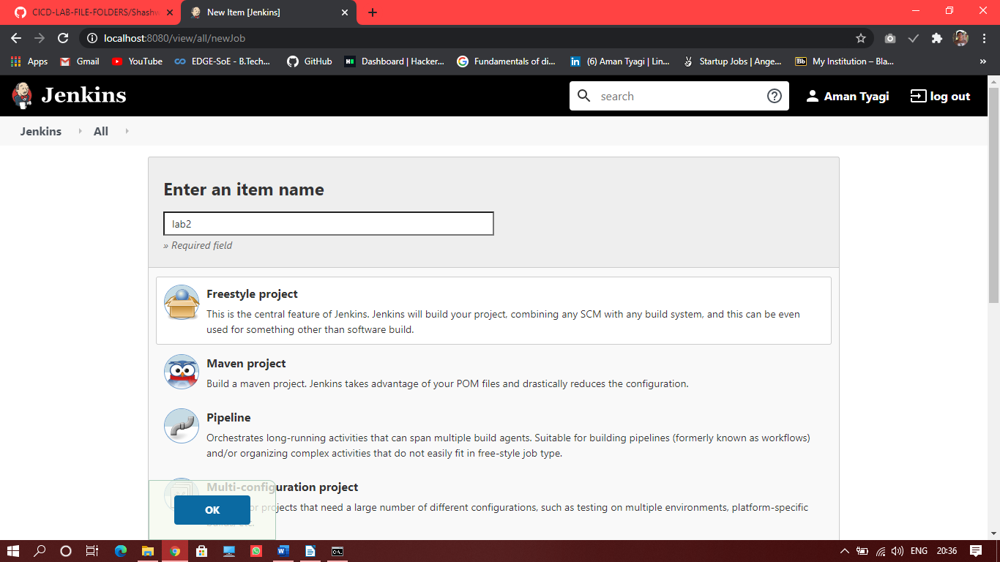 CICD-LAB-FILE-FOLDERS/Shashw
New Item [Jenkins]
localhost:8080/view/all/newJob
Apps
Gmail
YouTube
EDGE-SoE - B.Tech...
GitHub
Dashboard | Hacker...
Fundamentals of di...
(6) Aman Tyagi | Lin...
Startup Jobs | Ange...
Bb
My Institution – Bla...
»
Jenkins
search
Aman Tyagi
log out
Jenkins
All
Enter an item name
lab2
» Required field
Freestyle project
This is the central feature of Jenkins. Jenkins will build your project, combining any SCM with any build system, and this can be even
used for something other than software build.
Maven project
Build a maven project. Jenkins takes advantage of your POM files and drastically reduces the configuration.
Pipeline
Orchestrates long-running activities that can span multiple build agents. Suitable for building pipelines (formerly known as workflows)
and/or organizing complex activities that do not easily fit in free-style job type.
Multi-configuration project
projects that need a large number of different configurations, such as testing on multiple environments, platform-specific
OK
ENG
20:36